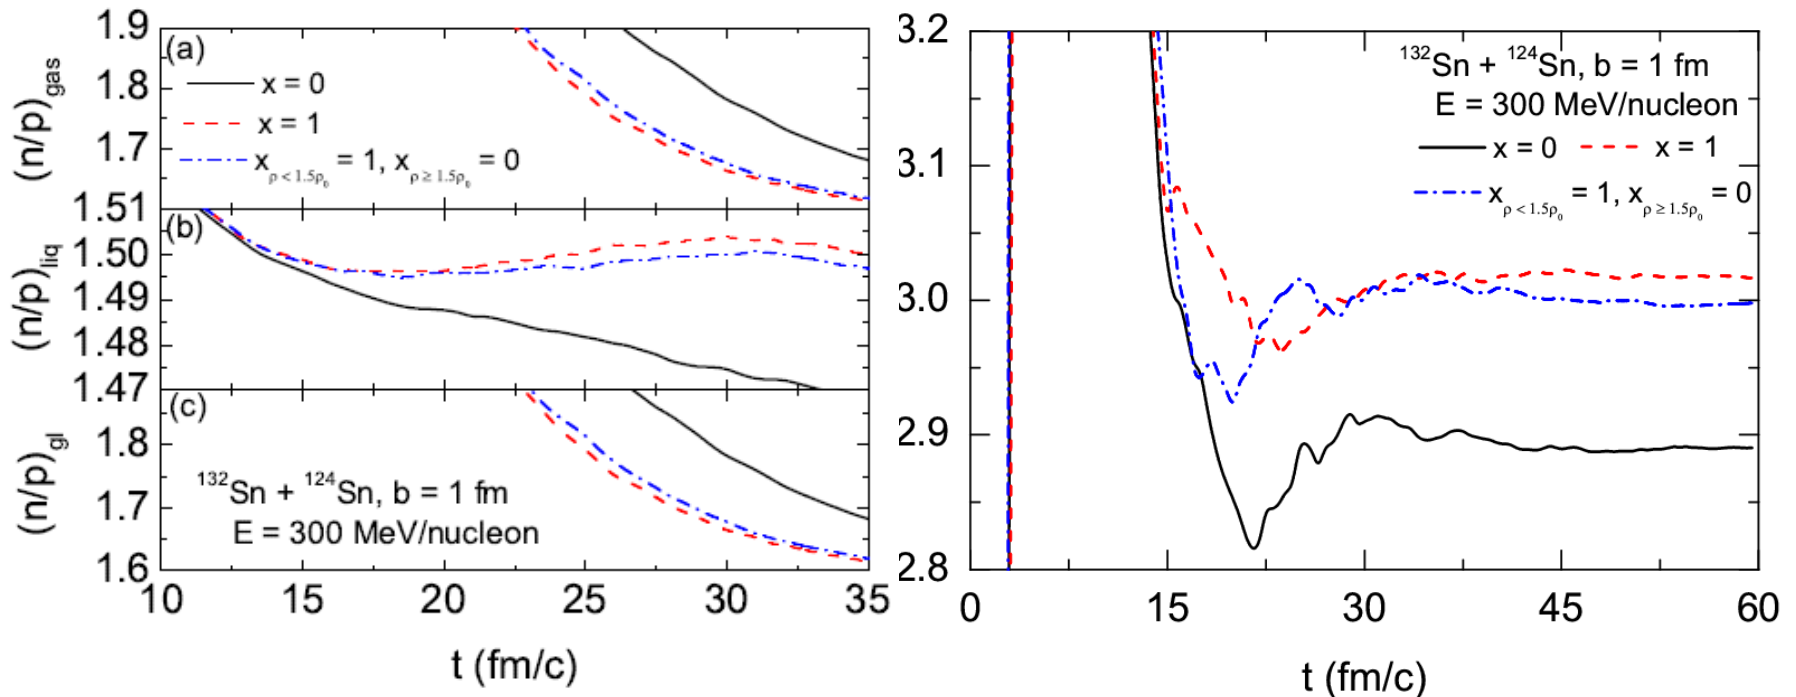 1.9
(a)
x = 0
1.8
(n/p)gas
x = 1
1.7
xρ < 1.5ρ0 = 1, xρ ≥ 1.5ρ0 = 0
1.51
(b)
1.50
(n/p)liq
1.49
1.48
1.47
(c)
1.8
(n/p)gl
132Sn + 124Sn, b = 1 fm
1.7
E = 300 MeV/nucleon
1.6
10 15 20 25 30 35
t (fm/c)
3.2
132Sn + 124Sn, b = 1 fm
E = 300 MeV/nucleon
x = 0 x = 1
3.1
xρ < 1.5ρ0 = 1, xρ ≥ 1.5ρ0 = 0
3.0
2.9
2.8
0 15 30 45 60
t (fm/c)